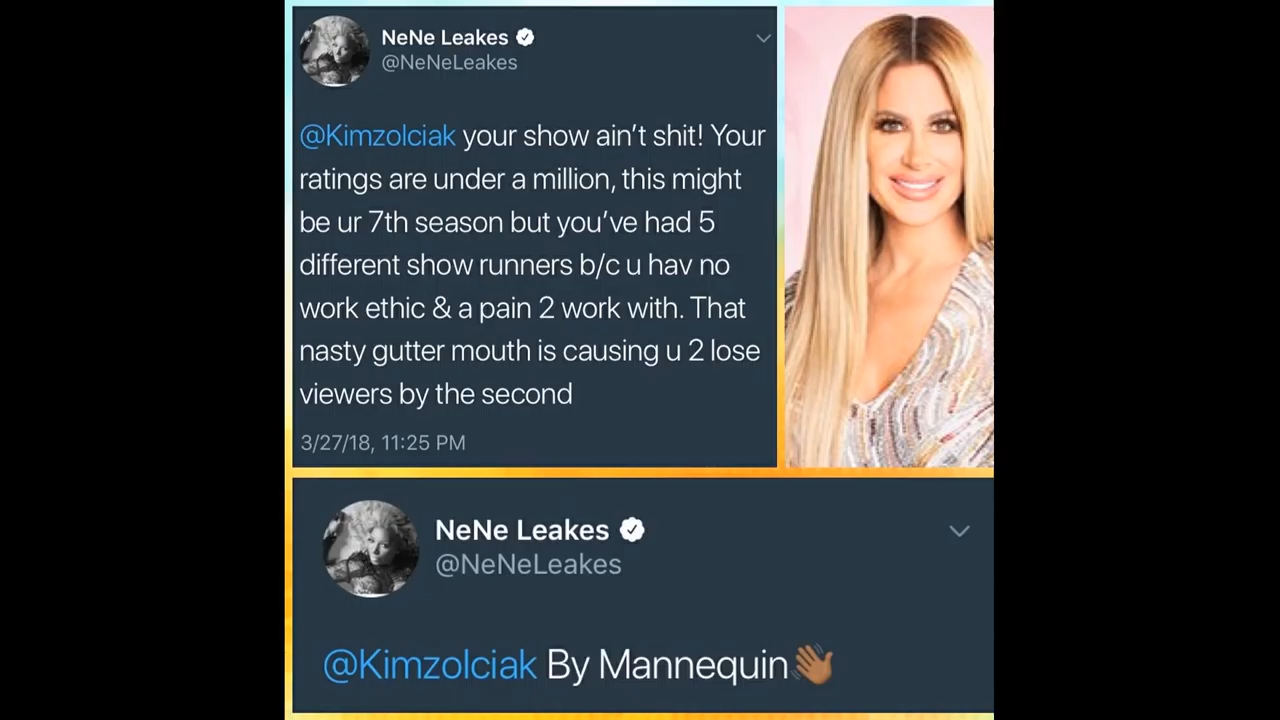 NeNe Leakes
@NeNeLeakes
@Kimzolciak your show ain't shit! Your
ratings are under a million, this might
be ur 7th season but you've had 5
different show runners b/c u hav no
work ethic & a pain 2 work with. That
nasty gutter mouth is causing u 2 lose
viewers by the second
3/27/18, 11:25 PM
NeNe Leakes
@NeNeLeakes
@Kimzolciak By Mannequin👋🏾